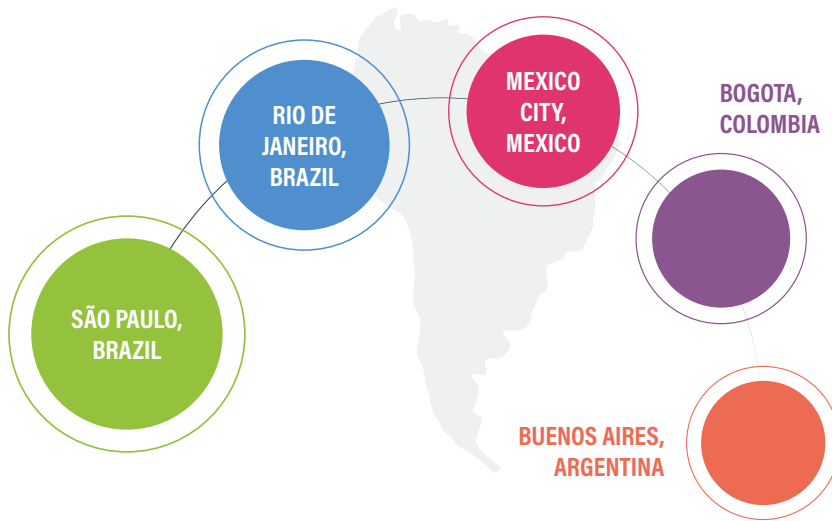 SÃO PAULO,
BRAZIL
RIO DE
JANEIRO,
BRAZIL
MEXICO
CITY,
MEXICO
BOGOTA,
COLOMBIA
BUENOS AIRES,
ARGENTINA